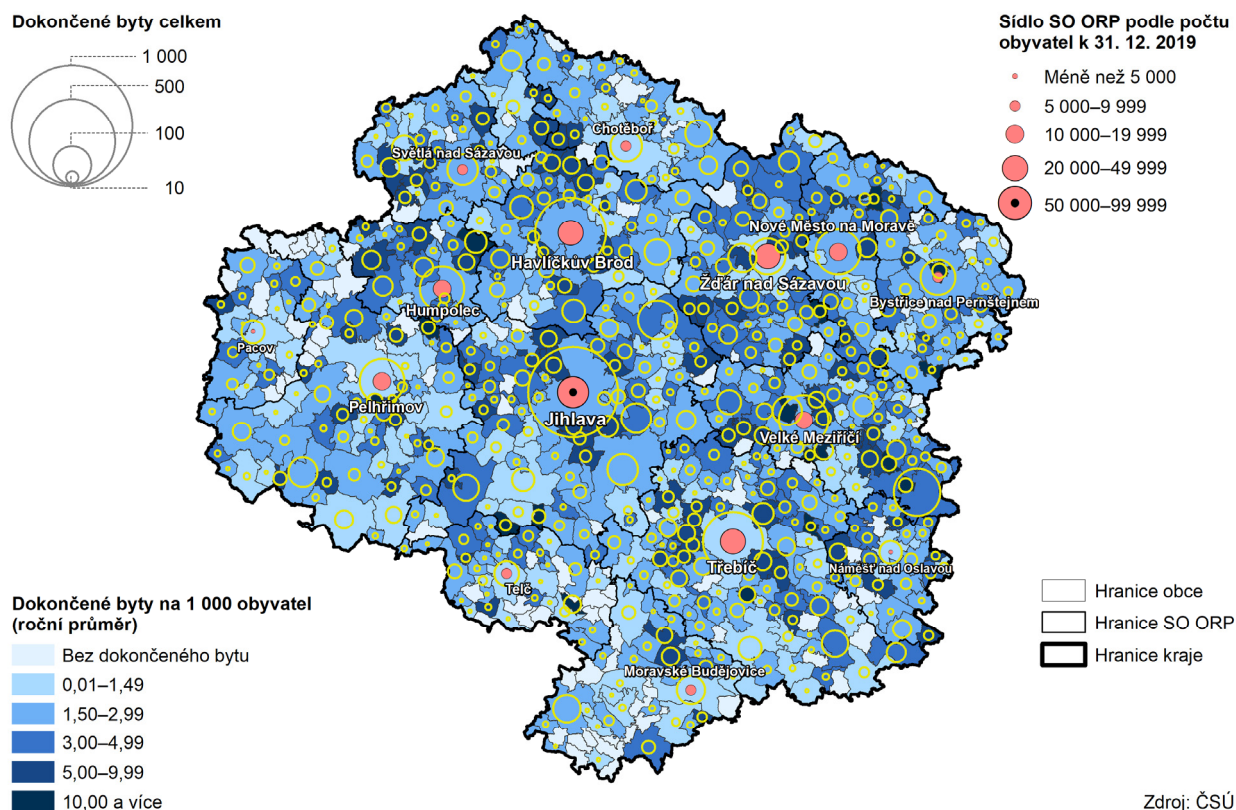 Dokončené byty celkem
1 000
500
100
10
Sídlo SO ORP podle počtu
obyvatel k 31. 12. 2019
Méně než 5 000
5 000–9 999
10 000–19 999
20 000–49 999
50 000–99 999
Chotěboř
Světlá nad Sázavou
Nové Město na Moravě
Havlíčkův Brod
Žďár nad Sázavou
Bystřice nad Pernštejnem
Humpolec
Pacov
Pelhřimov
Jihlava
Velké Meziříčí
Třebíč
Náměšť nad Oslavou
Telč
Moravské Budějovice
Dokončené byty na 1 000 obyvatel
(roční průměr)
Bez dokončeného bytu
0,01–1,49
1,50–2,99
3,00–4,99
5,00–9,99
10,00 a více
Hranice obce
Hranice SO ORP
Hranice kraje
Zdroj: ČSÚ